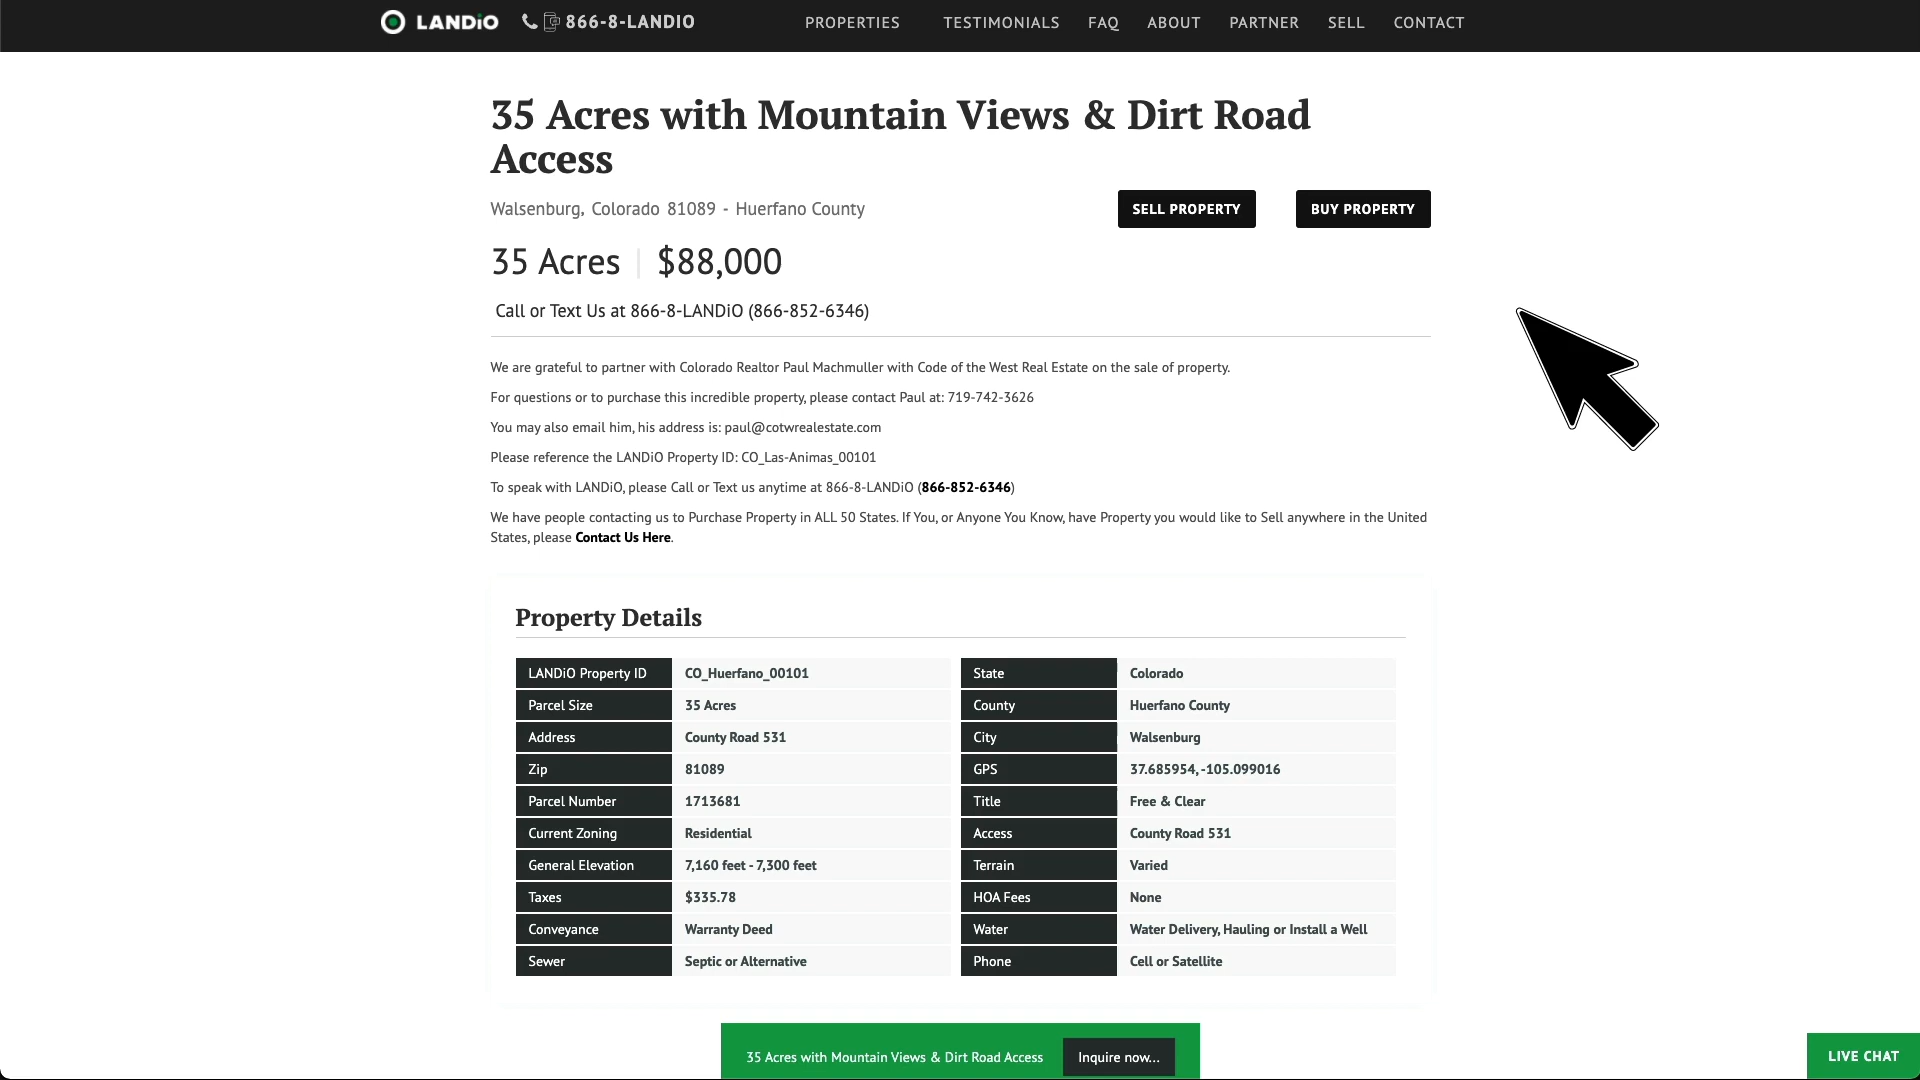 LANDiO
866-8-LANDIO
PROPERTIES TESTIMONIALS FAQ ABOUT PARTNER SELL CONTACT
35 Acres with Mountain Views & Dirt Road
Access
Walsenburg, Colorado 81089 - Huerfano County
SELL PROPERTY
BUY PROPERTY
35 Acres | $88,000
Call or Text Us at 866-8-LANDiO (866-852-6346)
We are grateful to partner with Colorado Realtor Paul Machmuller with Code of the West Real Estate on the sale of property.
For questions or to purchase this incredible property, please contact Paul at: 719-742-3626
You may also email him, his address is: paul@cotwrealestate.com
Please reference the LANDiO Property ID: CO_Las-Animas_00101
To speak with LANDiO, please Call or Text us anytime at 866-8-LANDiO (866-852-6346)
We have people contacting us to Purchase Property in ALL 50 States. If You, or Anyone You Know, have Property you would like to Sell anywhere in the United
States, please Contact Us Here.
Property Details
LANDiO Property ID CO_Huerfano_00101 State Colorado
Parcel Size 35 Acres County Huerfano County
Address County Road 531 City Walsenburg
Zip 81089 GPS 37.685954, -105.099016
Parcel Number 1713681 Title Free & Clear
Current Zoning Residential Access County Road 531
General Elevation 7,160 feet - 7,300 feet Terrain Varied
Taxes $335.78 HOA Fees None
Conveyance Warranty Deed Water Water Delivery, Hauling or Install a Well
Sewer Septic or Alternative Phone Cell or Satellite
35 Acres with Mountain Views & Dirt Road Access Inquire now...
LIVE CHAT